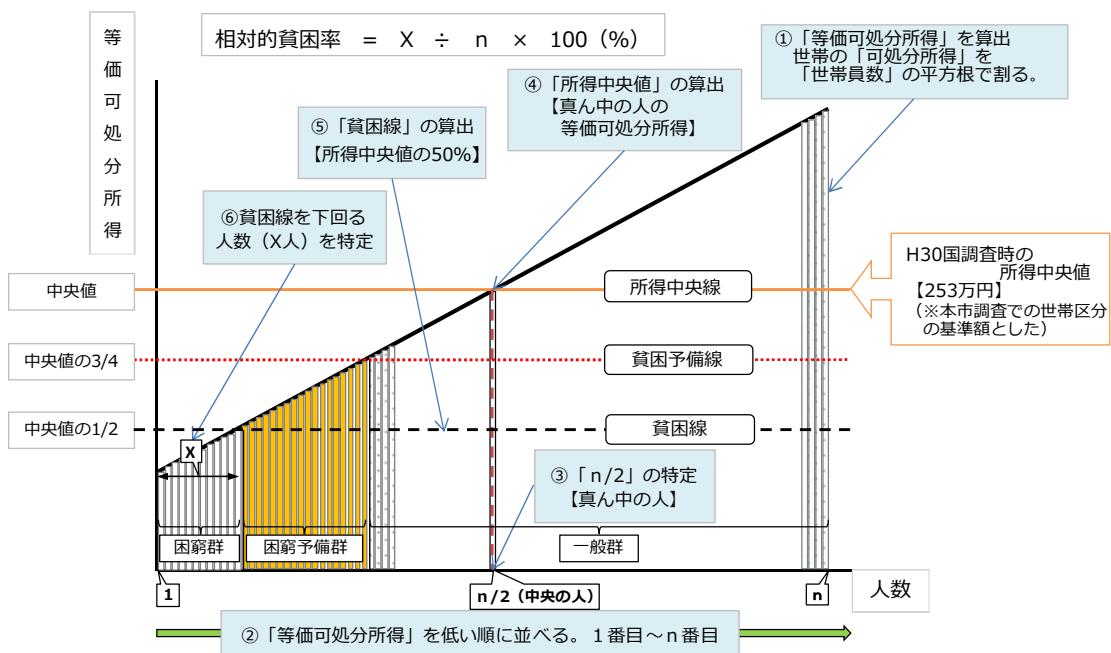 等
価
可
処
分
所
得
相対的貧困率 = X ÷ n × 100（%）
①「等価可処分所得」を算出
世帯の「可処分所得」を
「世帯員数」の平方根で割る。
④「所得中央値」の算出
【真ん中の人の
等価可処分所得】
⑤「貧困線」の算出
【所得中央値の50%】
⑥貧困線を下回る
人数（X人）を特定
H30国調査時の
所得中央値
【253万円】
（※本市調査での世帯区分
の基準額とした）
中央値
所得中央線
中央値の3/4
貧困予備線
中央値の1/2
貧困線
X
③「n/2」の特定
【真ん中の人】
困窮群
困窮予備群
一般群
1
n/2（中央の人）
n
人数
②「等価可処分所得」を低い順に並べる。1番目～n番目